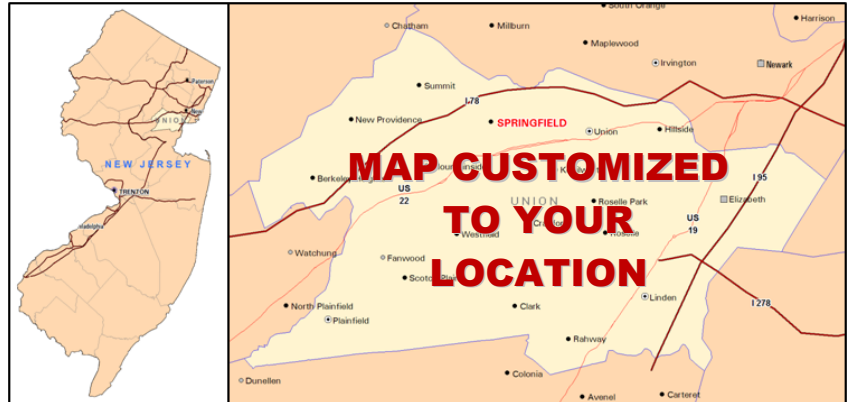 Paterson
UNION
NEW JERSEY
TRENTON
South Orange
Harrison
Chatham
Millburn
Maplewood
Irvington
Newark
Summit
I 78
New Providence
SPRINGFIELD
Union
Hillside
MAP CUSTOMIZED
I 95
US
22
UNION
Roselle Park
Elizabeth
TO YOUR
US
19
Roselle
Watchung
Fanwood
LOCATION
Linden
I 278
North Plainfield
Clark
Plainfield
Rahway
Colonia
Dunellen
Avenel
Carteret